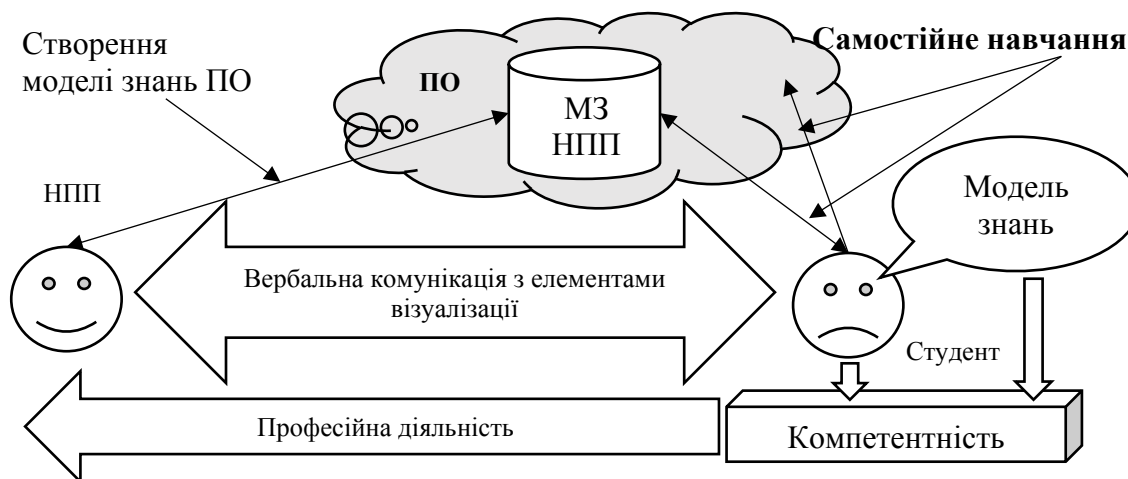 Створення
моделі знань ПО
ПО
МЗ
НПП
Самостійне навчання
НПП
Модель
знань
Вербальна комунікація з елементами
візуалізації
Студент
Професійна діяльність
Компетентність